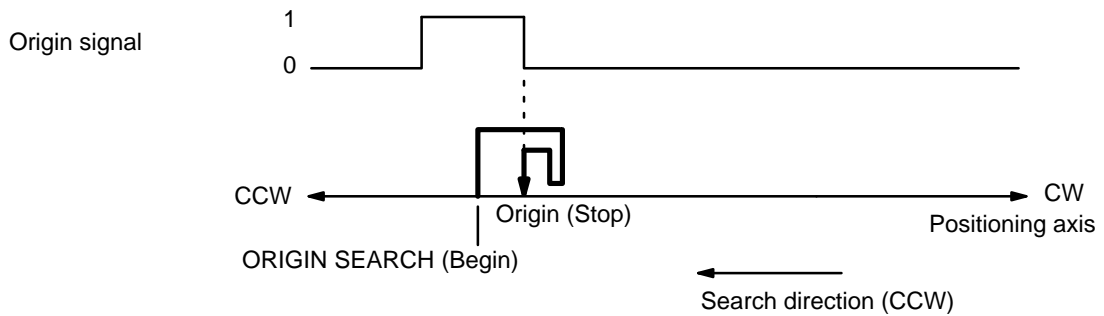 Origin signal
1
0
CCW
CW
Origin (Stop)
Positioning axis
ORIGIN SEARCH (Begin)
Search direction (CCW)